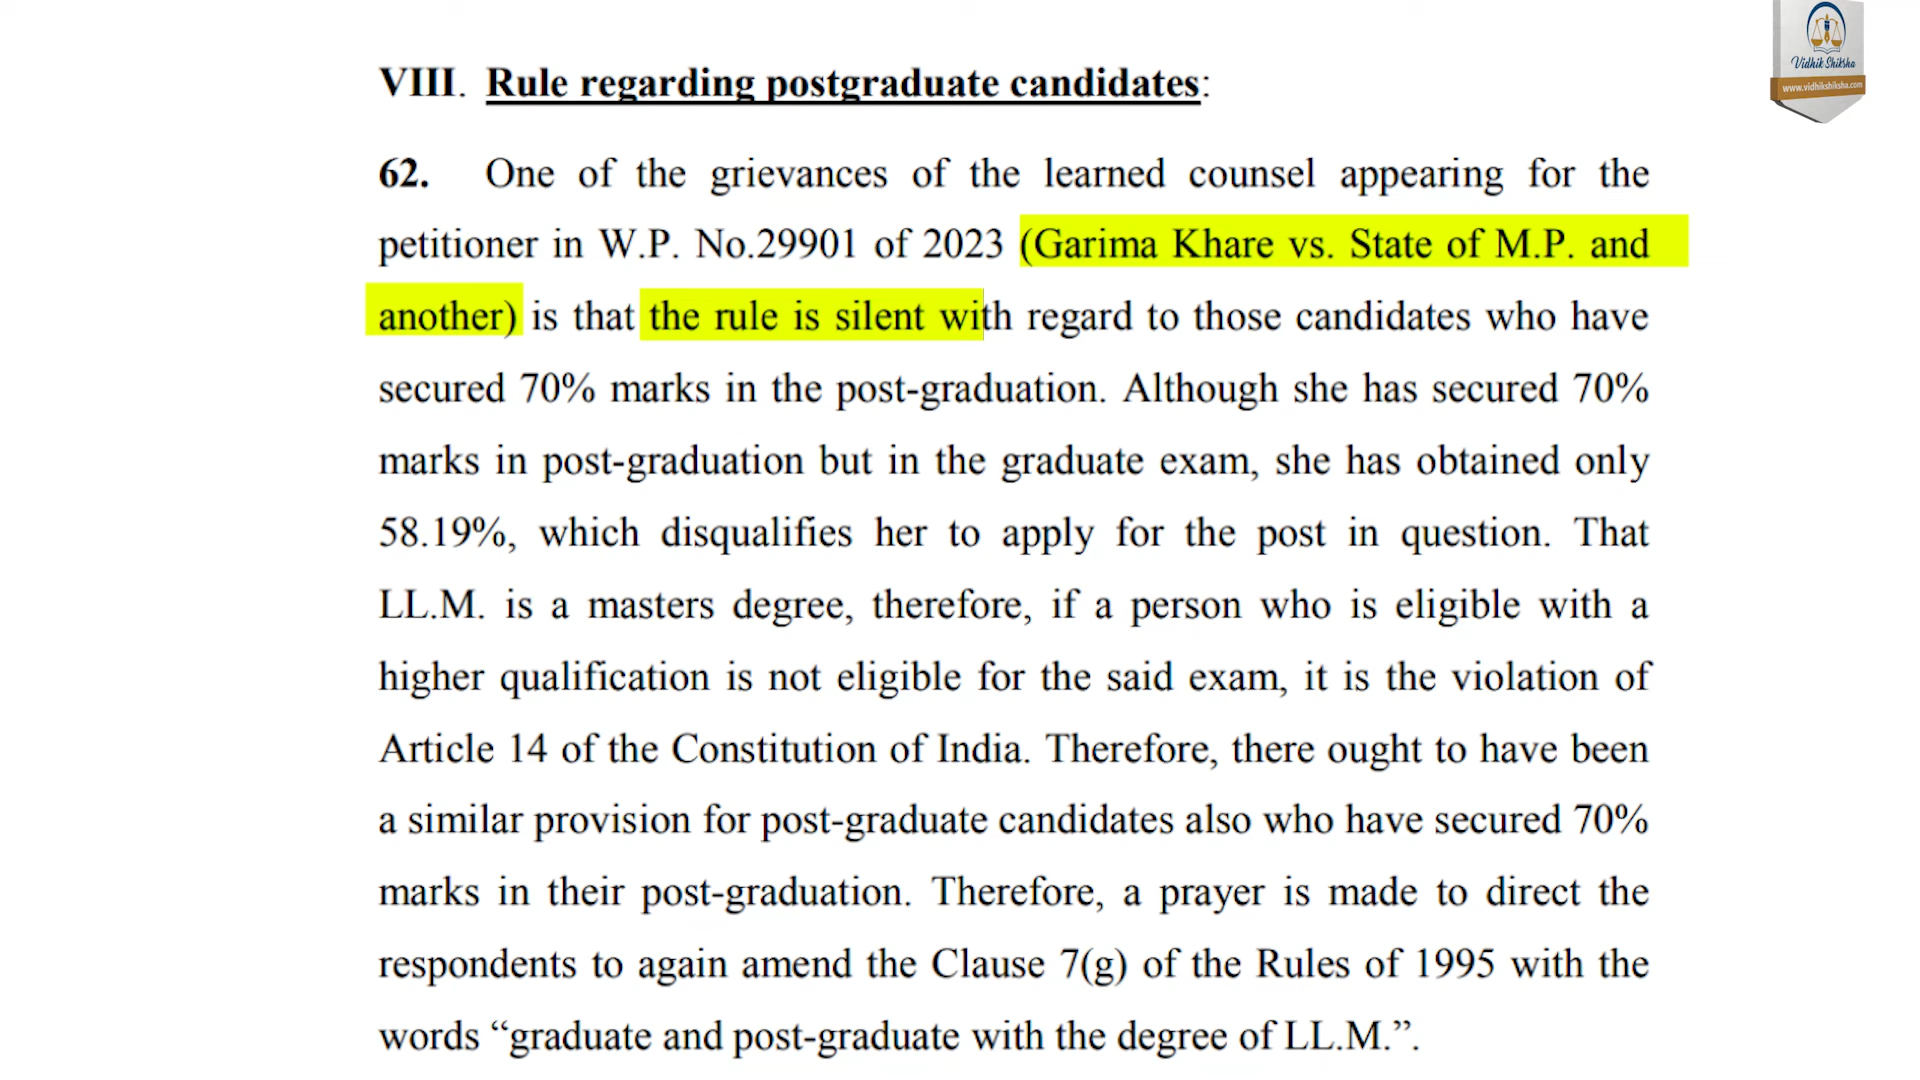 Vidhik Shiksha
www.vidhikshiksha.com
VIII. Rule regarding postgraduate candidates:
62. One of the grievances of the learned counsel appearing for the
petitioner in W.P. No.29901 of 2023 (Garima Khare vs. State of M.P. and
another) is that the rule is silent with regard to those candidates who have
secured 70% marks in the post-graduation. Although she has secured 70%
marks in post-graduation but in the graduate exam, she has obtained only
58.19%, which disqualifies her to apply for the post in question. That
LL.M. is a masters degree, therefore, if a person who is eligible with a
higher qualification is not eligible for the said exam, it is the violation of
Article 14 of the Constitution of India. Therefore, there ought to have been
a similar provision for post-graduate candidates also who have secured 70%
marks in their post-graduation. Therefore, a prayer is made to direct the
respondents to again amend the Clause 7(g) of the Rules of 1995 with the
words “graduate and post-graduate with the degree of LL.M.”.